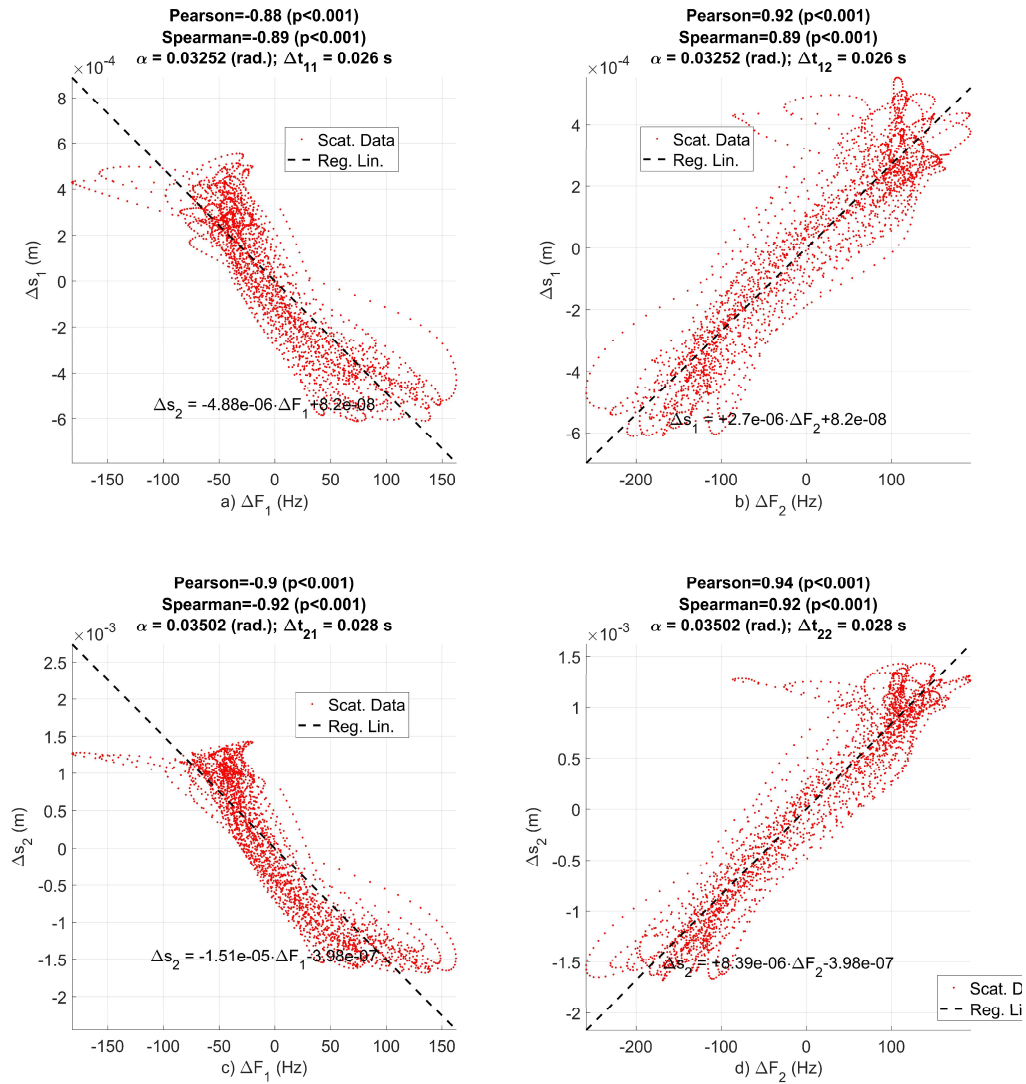 Pearson=-0.88 (p<0.001)
Spearman=-0.89 (p<0.001)
α = 0.03252 (rad.); Δt11 = 0.026 s
×10-4
8
6
4
2
0
-2
-4
-6
Δs1 (m)
Scat. Data
Reg. Lin.
Δs2 = -4.88e-06·ΔF1+8.2e-08
-150 -100 -50 0 50 100 150
a) ΔF1 (Hz)
Pearson=0.92 (p<0.001)
Spearman=0.89 (p<0.001)
α = 0.03252 (rad.); Δt12 = 0.026 s
×10-4
4
2
0
-2
-4
-6
Δs1 (m)
Scat. Data
Reg. Lin.
Δs1 = +2.7e-06·ΔF2+8.2e-08
-200 -100 0 100
b) ΔF2 (Hz)
Pearson=-0.9 (p<0.001)
Spearman=-0.92 (p<0.001)
α = 0.03502 (rad.); Δt21 = 0.028 s
×10-3
2.5
2
1.5
1
0.5
0
-0.5
-1
-1.5
-2
Δs2 (m)
Scat. Data
Reg. Lin.
Δs2 = -1.51e-05·ΔF1-3.98e-07
-150 -100 -50 0 50 100 150
c) ΔF1 (Hz)
Pearson=0.94 (p<0.001)
Spearman=0.92 (p<0.001)
α = 0.03502 (rad.); Δt22 = 0.028 s
×10-3
1.5
1
0.5
0
-0.5
-1
-1.5
-2
Δs2 (m)
Δs2 = +8.39e-06·ΔF2-3.98e-07
Scat. D
Reg. Li
-200 -100 0 100
d) ΔF2 (Hz)